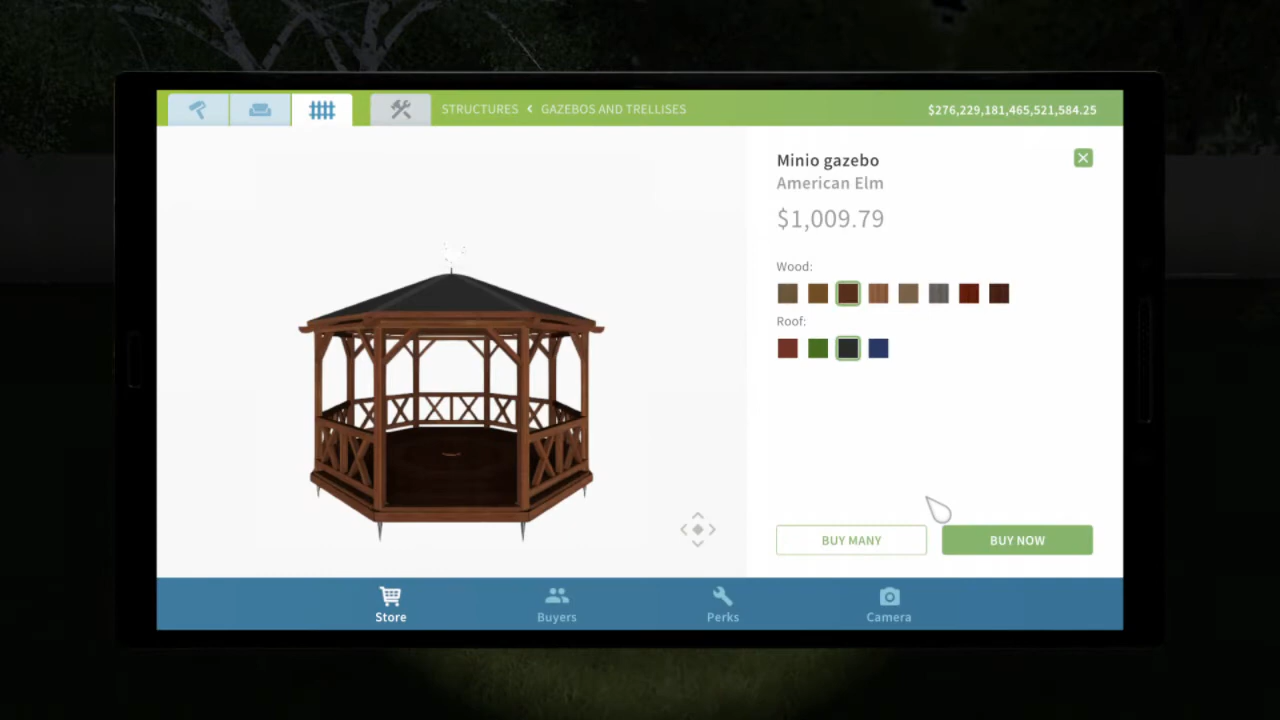 STRUCTURES < GAZEBOS AND TRELLISES
$276,229,181,465,521,584.25
Minio gazebo
American Elm
$1,009.79
Wood:
Roof:
BUY MANY
BUY NOW
Store
Buyers
Perks
Camera